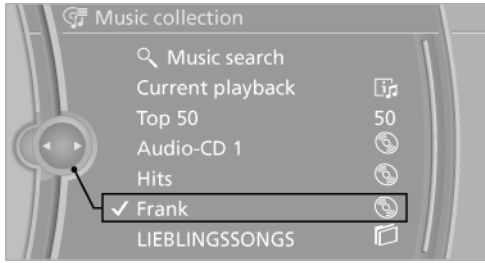 Music collection
Music search
Current playback
Top 50 50
Audio-CD 1
Hits
Frank
LIEBLINGSSONGS